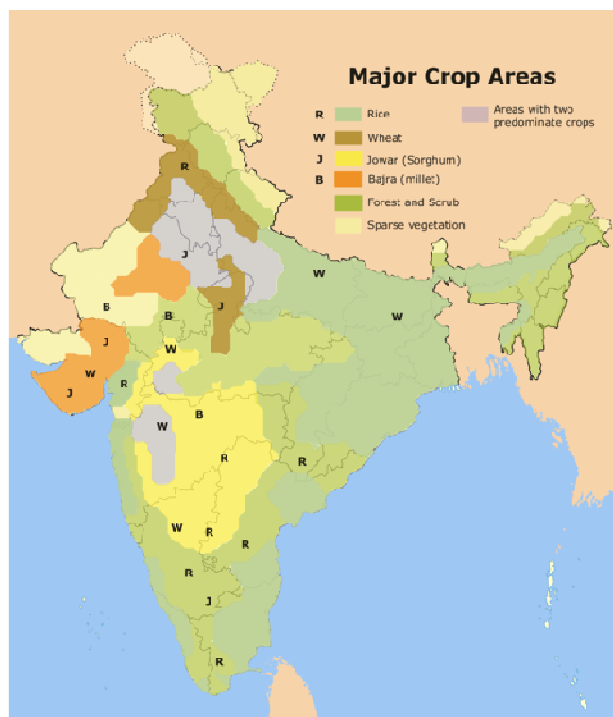 Major Crop Areas
R Rice
W Wheat
J Jowar (Sorghum)
B Bajra (millet)
Forest and Scrub
Sparse vegetation
Areas with two
predominate crops
R
J
W
B
J
B
W
J
W
W
R
J
B
W
R
R
W
R
R
R
J
R